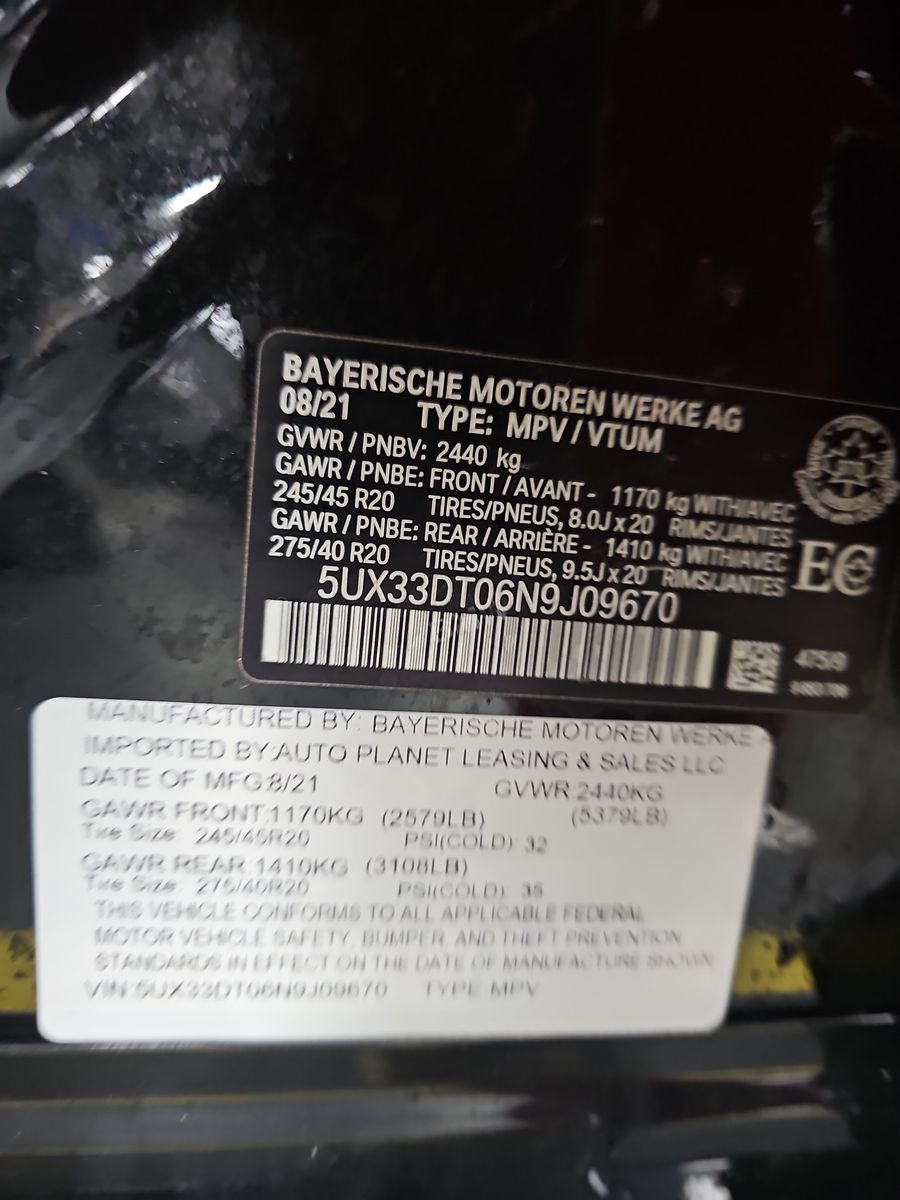 BAYERISCHE MOTOREN WERKE AG
08/21 TYPE: MPV / VTUM
GVWR / PNBV: 2440 kg
GAWR / PNBE: FRONT / AVANT - 1170 kg WITH/AVEC
245/45 R20 TIRES/PNEUS, 8.0J x 20 RIMS/JANTES
GAWR / PNBE: REAR / ARRIÈRE - 1410 kg WITH/AVEC
275/40 R20 TIRES/PNEUS, 9.5J x 20 RIMS/JANTES
EC
5UX33DT06N9J09670
475/9
MANUFACTURED BY: BAYERISCHE MOTOREN WERKE
IMPORTED BY:AUTO PLANET LEASING & SALES LLC
DATE OF MFG:8/21 GVWR:2440KG
GAWR FRONT:1170KG (2579LB) (5379LB)
Tire Size: 245/45R20 PSI(COLD): 32
GAWR REAR:1410KG (3108LB)
Tire Size: 275/40R20 PSI(COLD): 35
THIS VEHICLE CONFORMS TO ALL APPLICABLE FEDERAL
MOTOR VEHICLE SAFETY, BUMPER, AND THEFT PREVENTION
STANDARDS IN EFFECT ON THE DATE OF MANUFACTURE SHOWN.
VIN:5UX33DT06N9J09670 TYPE:MPV